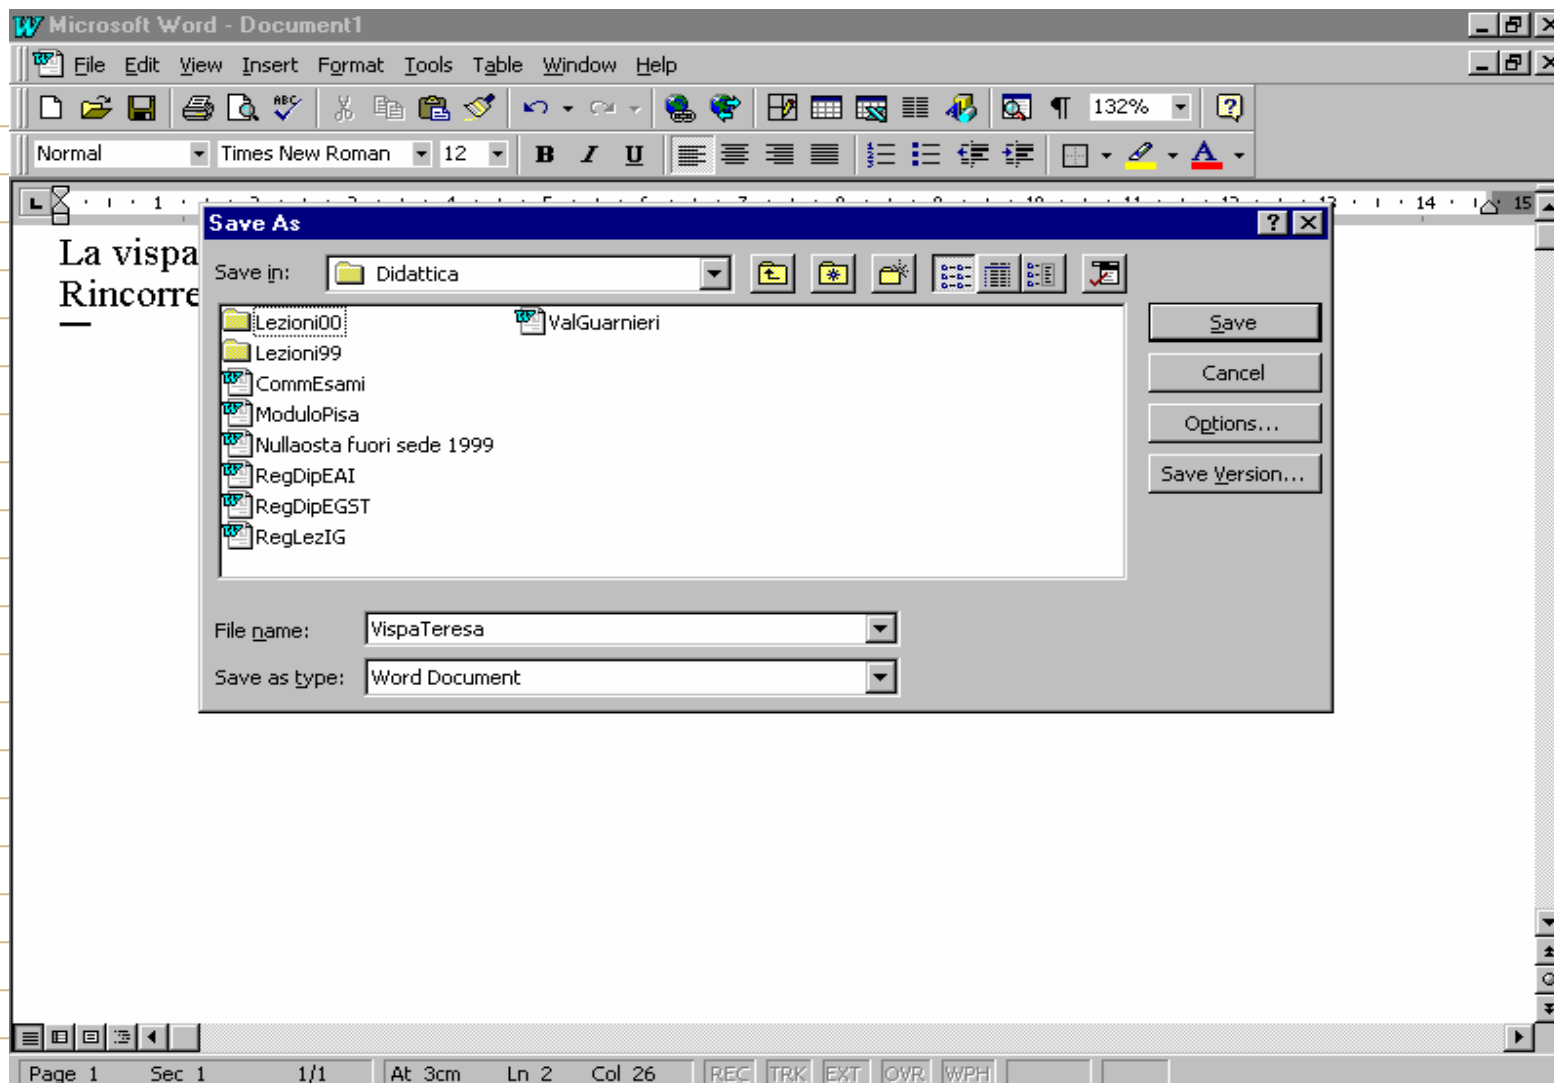 Microsoft Word - Document1
File Edit View Insert Format Tools Table Window Help
132%
Normal Times New Roman 12 B I U
1 14 15
La vispa
Rincorre
Save As
Save in: Didattica
Lezioni00 ValGuarnieri
Lezioni99
CommEsami
ModuloPisa
Nullaosta fuori sede 1999
RegDipEAI
RegDipEGST
RegLezIG
Save
Cancel
Options...
Save Version...
File name: VispaTeresa
Save as type: Word Document
Page 1 Sec 1 1/1 At 3cm Ln 2 Col 26 REC TRK EXT OVR WPH